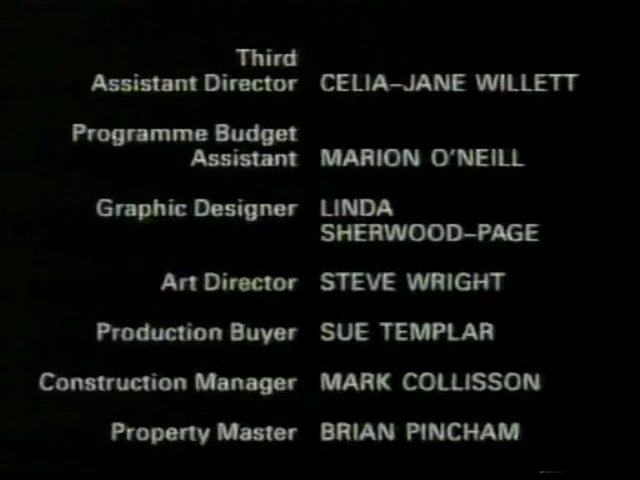 Third
Assistant Director CELIA-JANE WILLETT
Programme Budget
Assistant MARION O'NEILL
Graphic Designer LINDA
SHERWOOD-PAGE
Art Director STEVE WRIGHT
Production Buyer SUE TEMPLAR
Construction Manager MARK COLLISSON
Property Master BRIAN PINCHAM